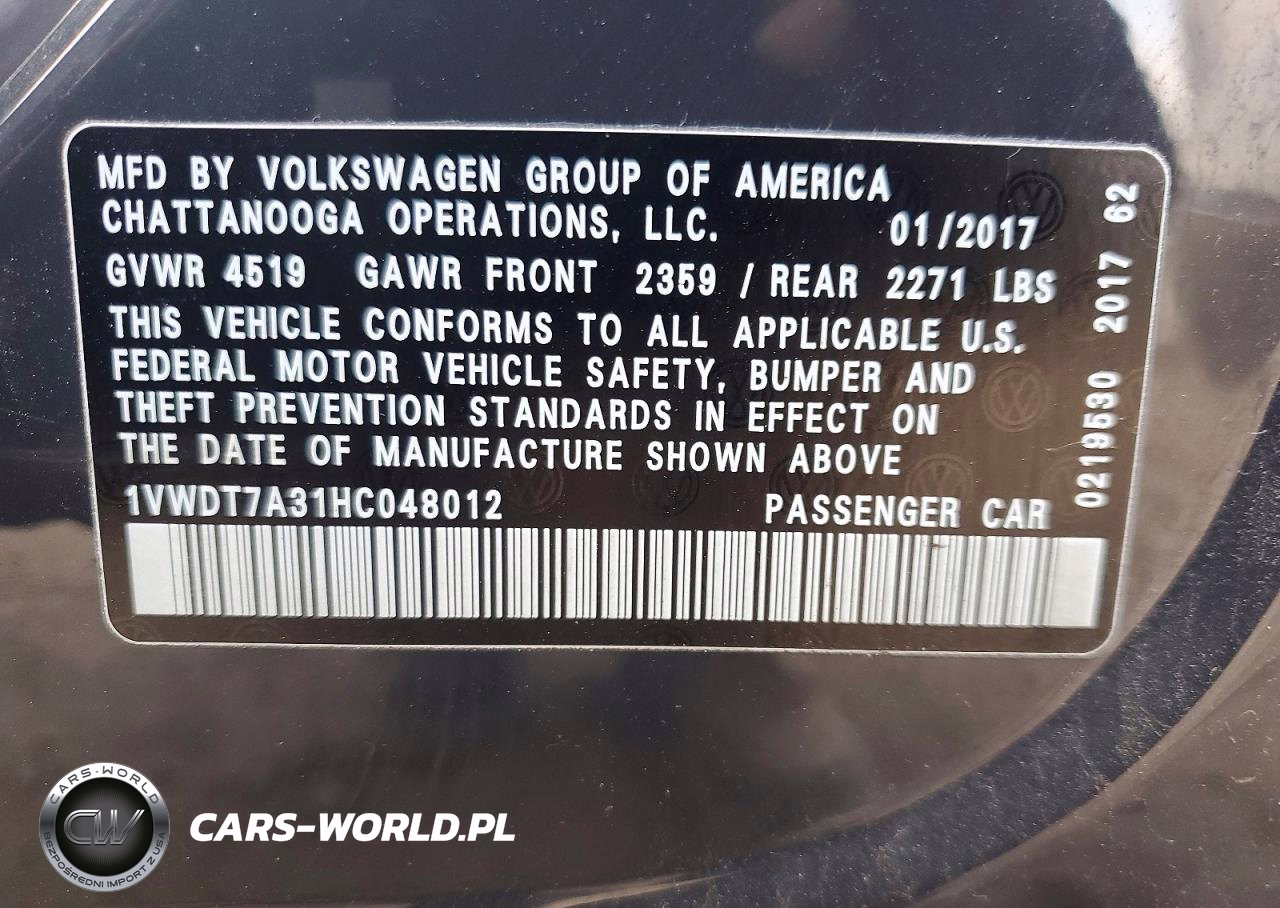 MFD BY VOLKSWAGEN GROUP OF AMERICA
CHATTANOOGA OPERATIONS, LLC. 01/2017
GVWR 4519 GAWR FRONT 2359 / REAR 2271 LBS
THIS VEHICLE CONFORMS TO ALL APPLICABLE U.S.
FEDERAL MOTOR VEHICLE SAFETY, BUMPER AND
THEFT PREVENTION STANDARDS IN EFFECT ON
THE DATE OF MANUFACTURE SHOWN ABOVE
1VWDT7A31HC048012 PASSENGER CAR
0219530 2017 62
CARS-WORLD
CW
BEZPOŚREDNI IMPORT Z USA
CARS-WORLD.PL